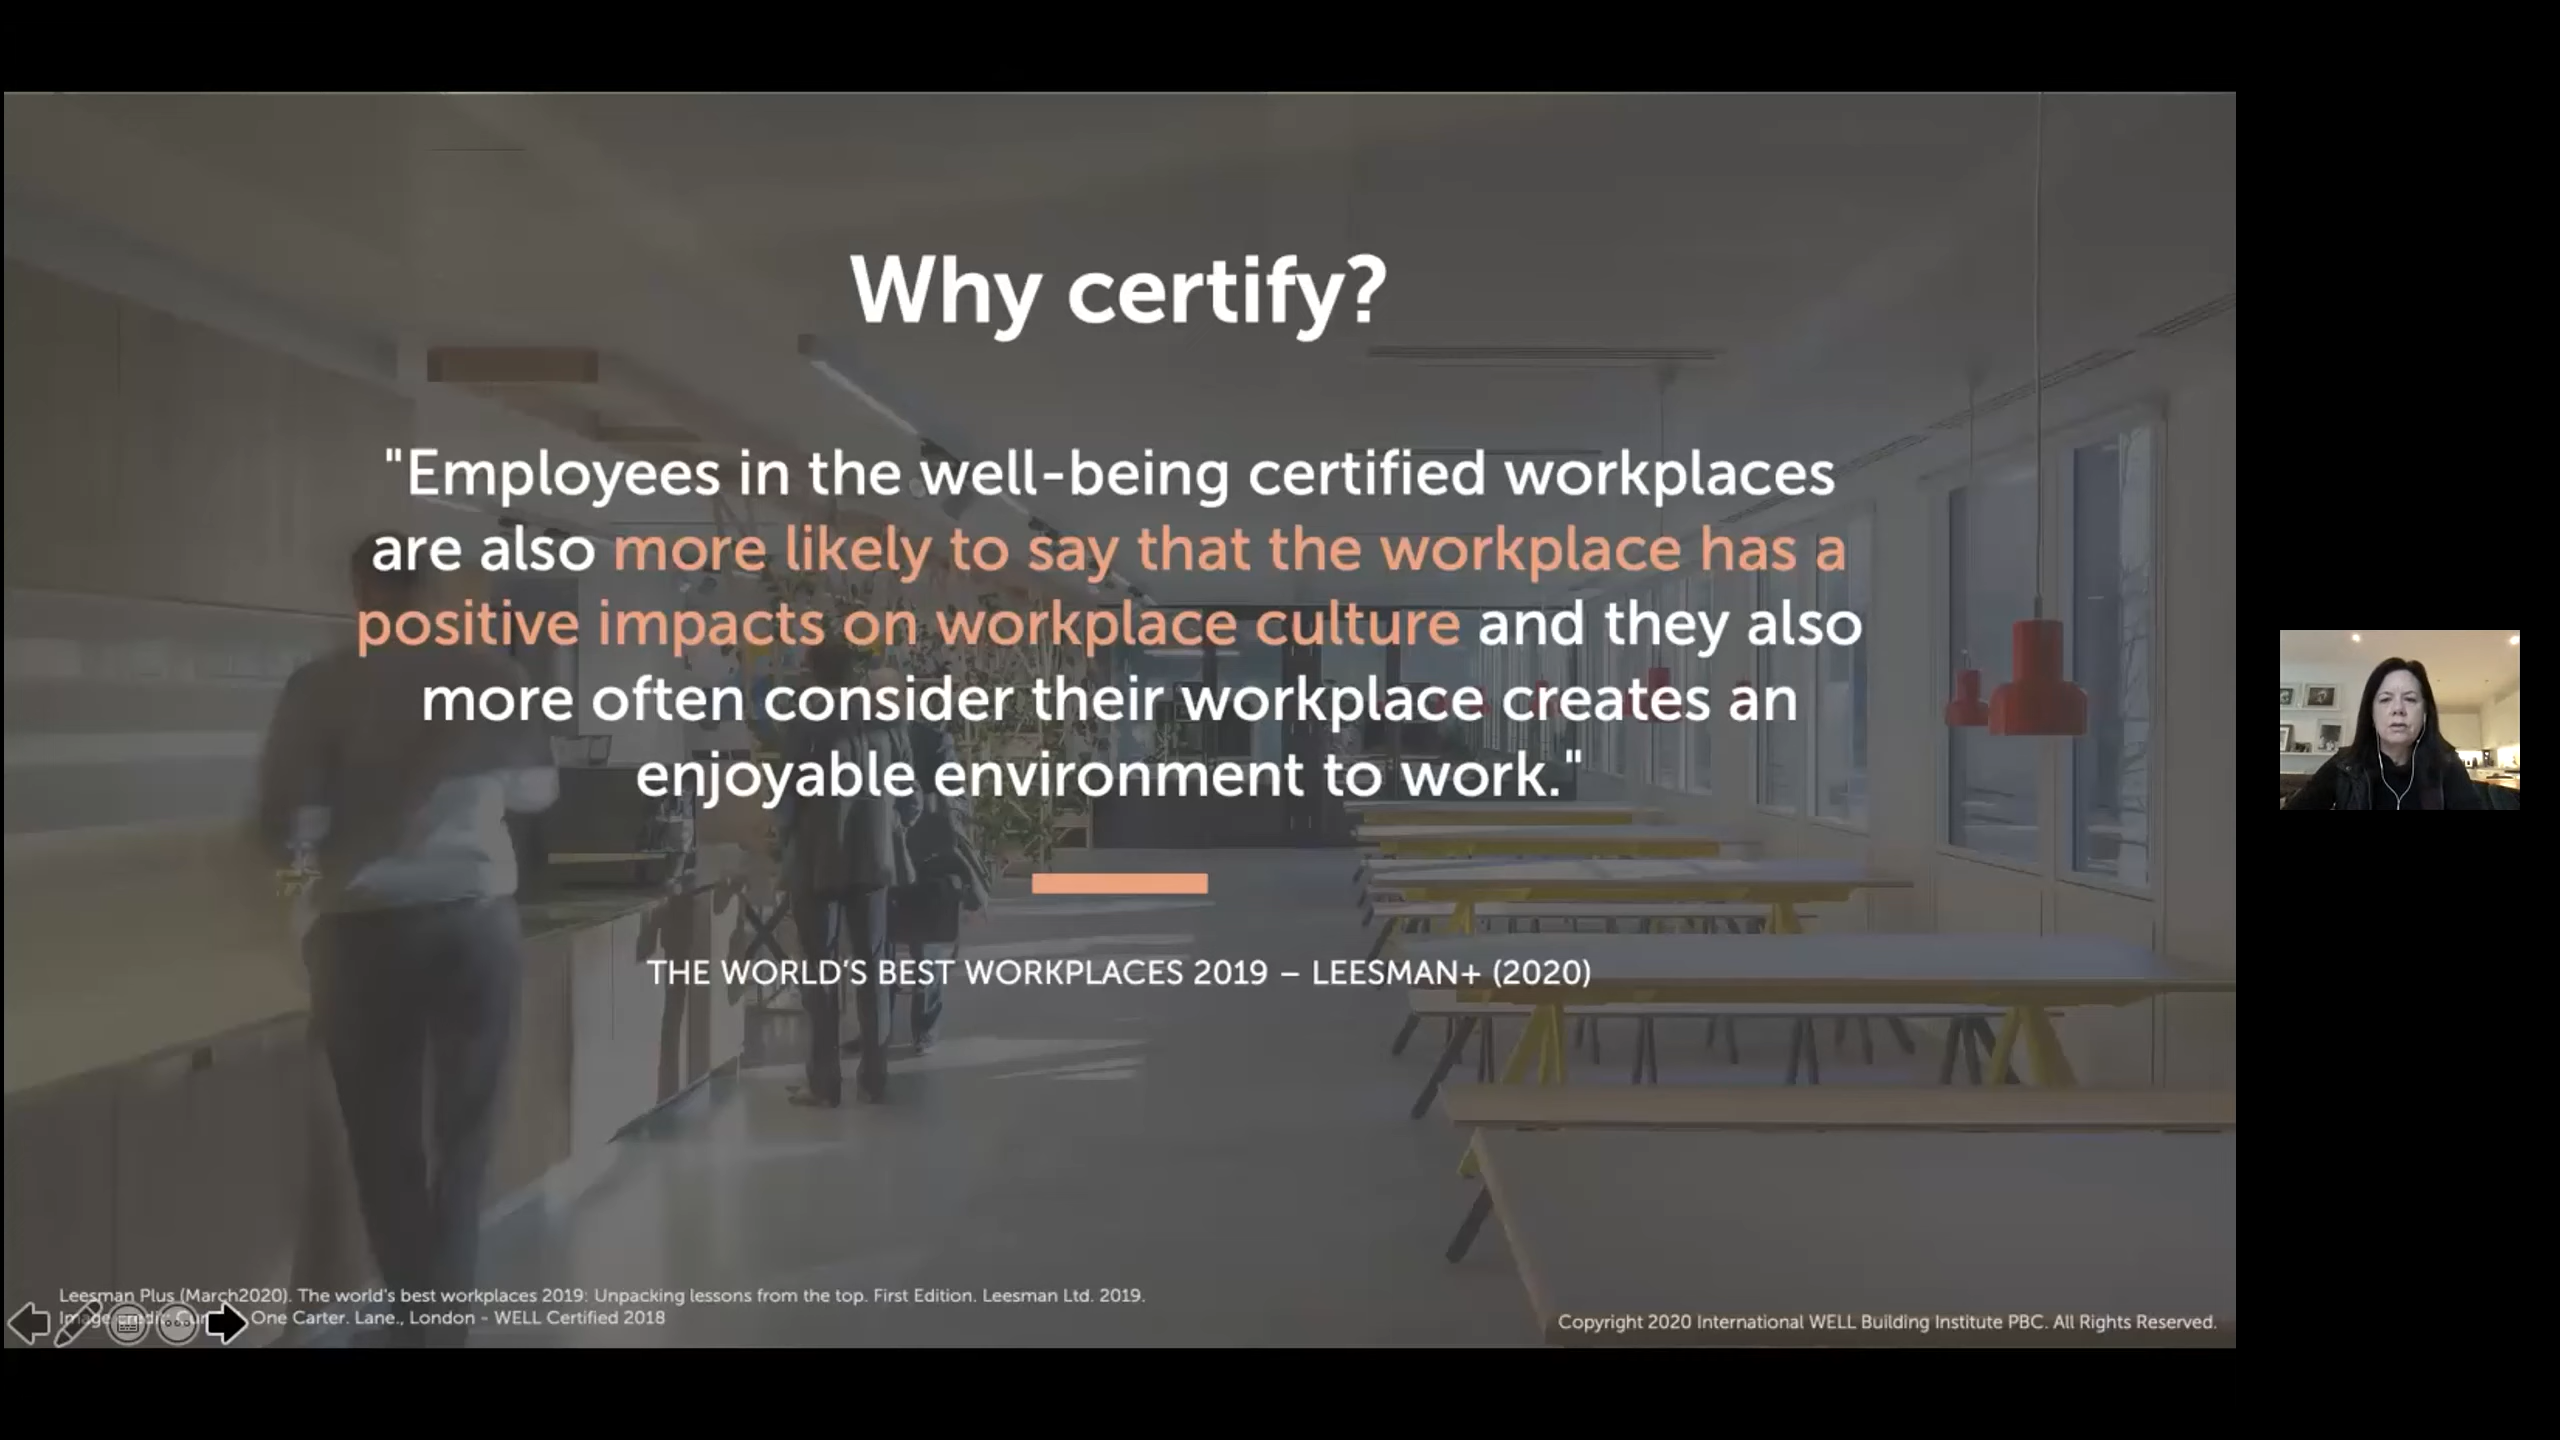 Why certify?
"Employees in the well-being certified workplaces
are also more likely to say that the workplace has a
positive impacts on workplace culture and they also
more often consider their workplace creates an
enjoyable environment to work."
THE WORLD'S BEST WORKPLACES 2019 – LEESMAN+ (2020)
Leesman Plus (March2020). The world's best workplaces 2019: Unpacking lessons from the top. First Edition. Leesman Ltd. 2019.
Image credit: One Carter. Lane., London - WELL Certified 2018
Copyright 2020 International WELL Building Institute PBC. All Rights Reserved.